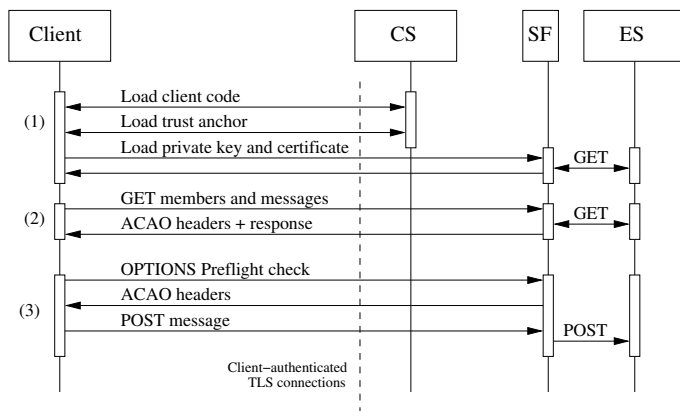 Client CS SF ES
Load client code
(1)
Load trust anchor
Load private key and certificate
GET
GET members and messages
(2)
GET
ACAO headers + response
OPTIONS Preflight check
ACAO headers
(3)
POST message
POST
Client−authenticated
TLS connections